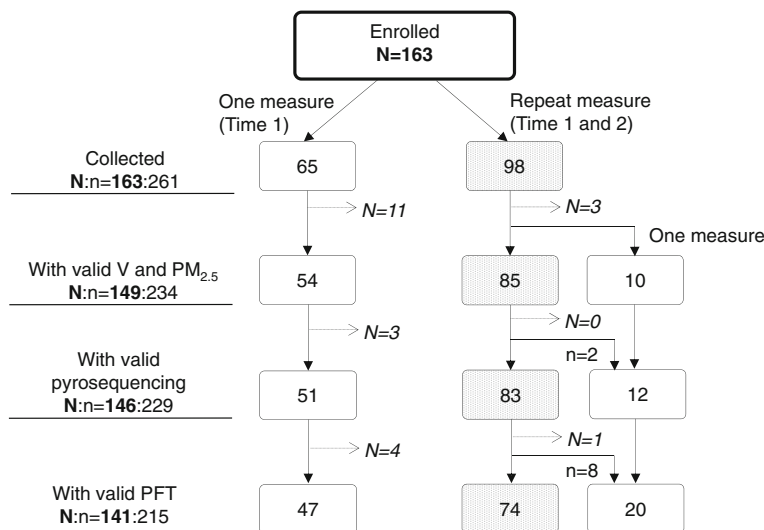 Enrolled
N=163
One measure
(Time 1)
Repeat measure
(Time 1 and 2)
Collected
N:n=163:261
65
98
N=11
N=3
One measure
With valid V and PM2.5
N:n=149:234
54
85
10
N=3
N=0
n=2
With valid
pyrosequencing
N:n=146:229
51
83
12
N=4
N=1
n=8
With valid PFT
N:n=141:215
47
74
20